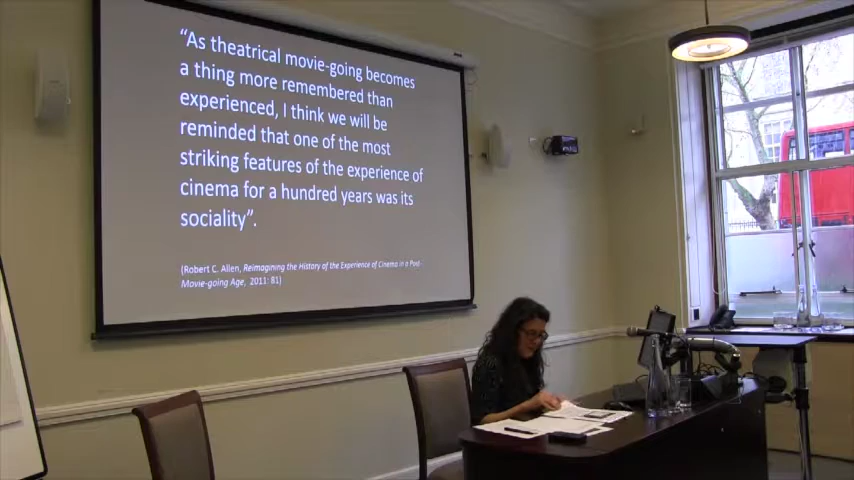 “As theatrical movie-going becomes
a thing more remembered than
experienced, I think we will be
reminded that one of the most
striking features of the experience of
cinema for a hundred years was its
sociality”.
(Robert C. Allen, Reimagining the History of the Experience of Cinema in a Post-
Movie-going Age, 2011: 81)